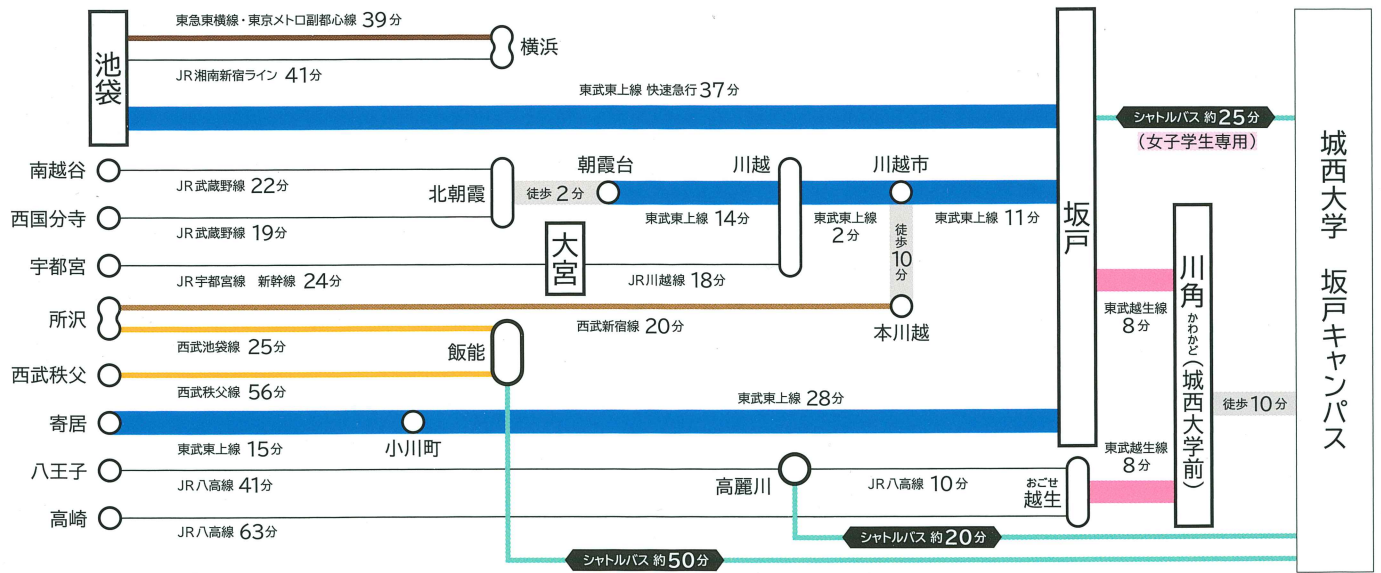 東急東横線・東京メトロ副都心線 39分
池袋
横浜
JR湘南新宿ライン 41分
東武東上線 快速急行 37分
シャトルバス 約25分
(女子学生専用)
城西大学 坂戸キャンパス
南越谷
JR武蔵野線 22分
北朝霞
徒歩 2分
朝霞台
川越
川越市
坂戸
西国分寺
JR武蔵野線 19分
東武東上線 14分
東武東上線
2分
東武東上線 11分
徒歩
10
分
大宮
宇都宮
JR宇都宮線 新幹線 24分
JR川越線 18分
川角
かわかど
(城西大学前)
東武越生線
8分
所沢
西武新宿線 20分
本川越
西武池袋線 25分
飯能
西武秩父
西武秩父線 56分
東武東上線 28分
徒歩 10分
寄居
東武東上線 15分
小川町
東武越生線
8分
八王子
JR八高線 41分
高麗川
JR八高線 10分
おごせ
越生
高崎
JR八高線 63分
シャトルバス 約20分
シャトルバス 約50分